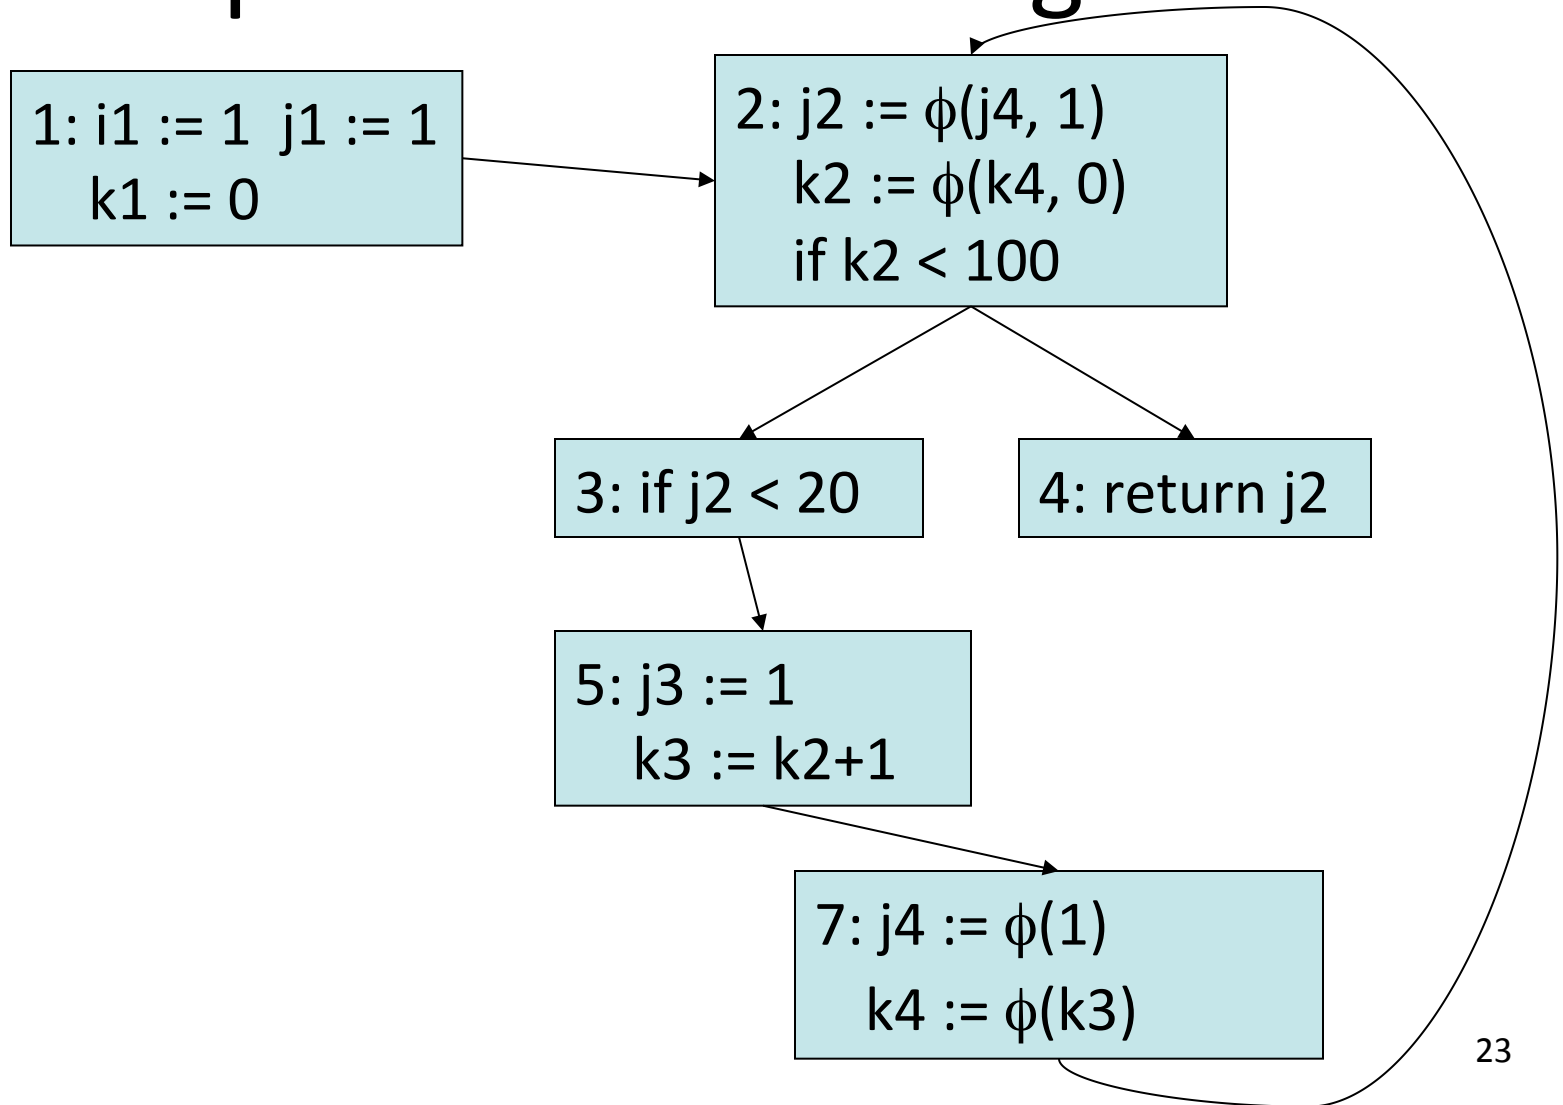 1: i1 := 1 j1 := 1
k1 := 0
2: j2 := ϕ(j4, 1)
k2 := ϕ(k4, 0)
if k2 < 100
3: if j2 < 20
4: return j2
5: j3 := 1
k3 := k2+1
7: j4 := ϕ(1)
k4 := ϕ(k3)
23